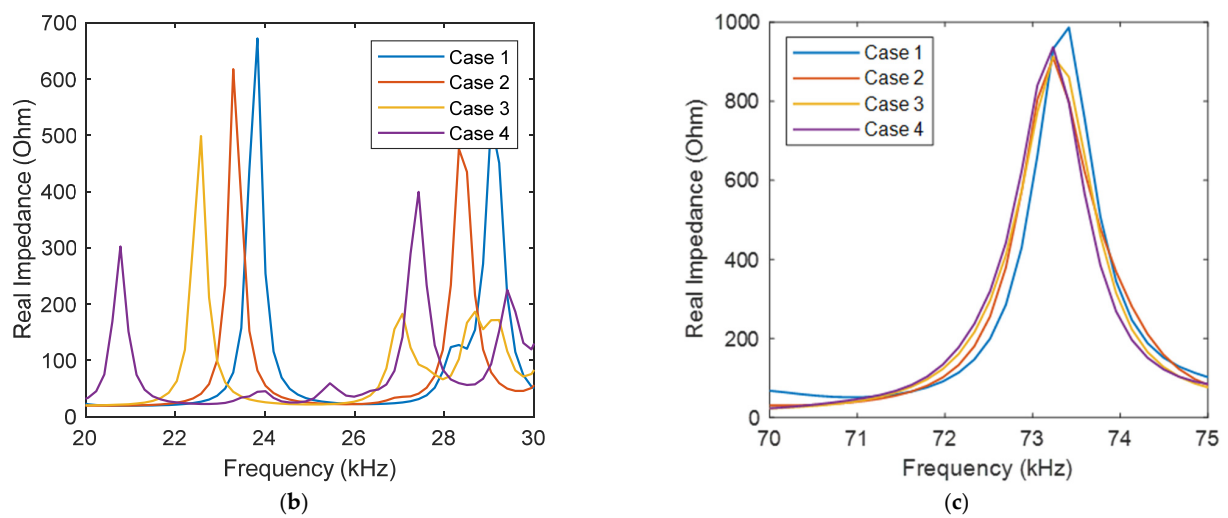 700
600
500
400
300
200
100
0
Real Impedance (Ohm)
Case 1
Case 2
Case 3
Case 4
20 22 24 26 28 30
Frequency (kHz)
(b)
1000
800
600
400
200
0
Real Impedance (Ohm)
Case 1
Case 2
Case 3
Case 4
70 71 72 73 74 75
Frequency (kHz)
(c)